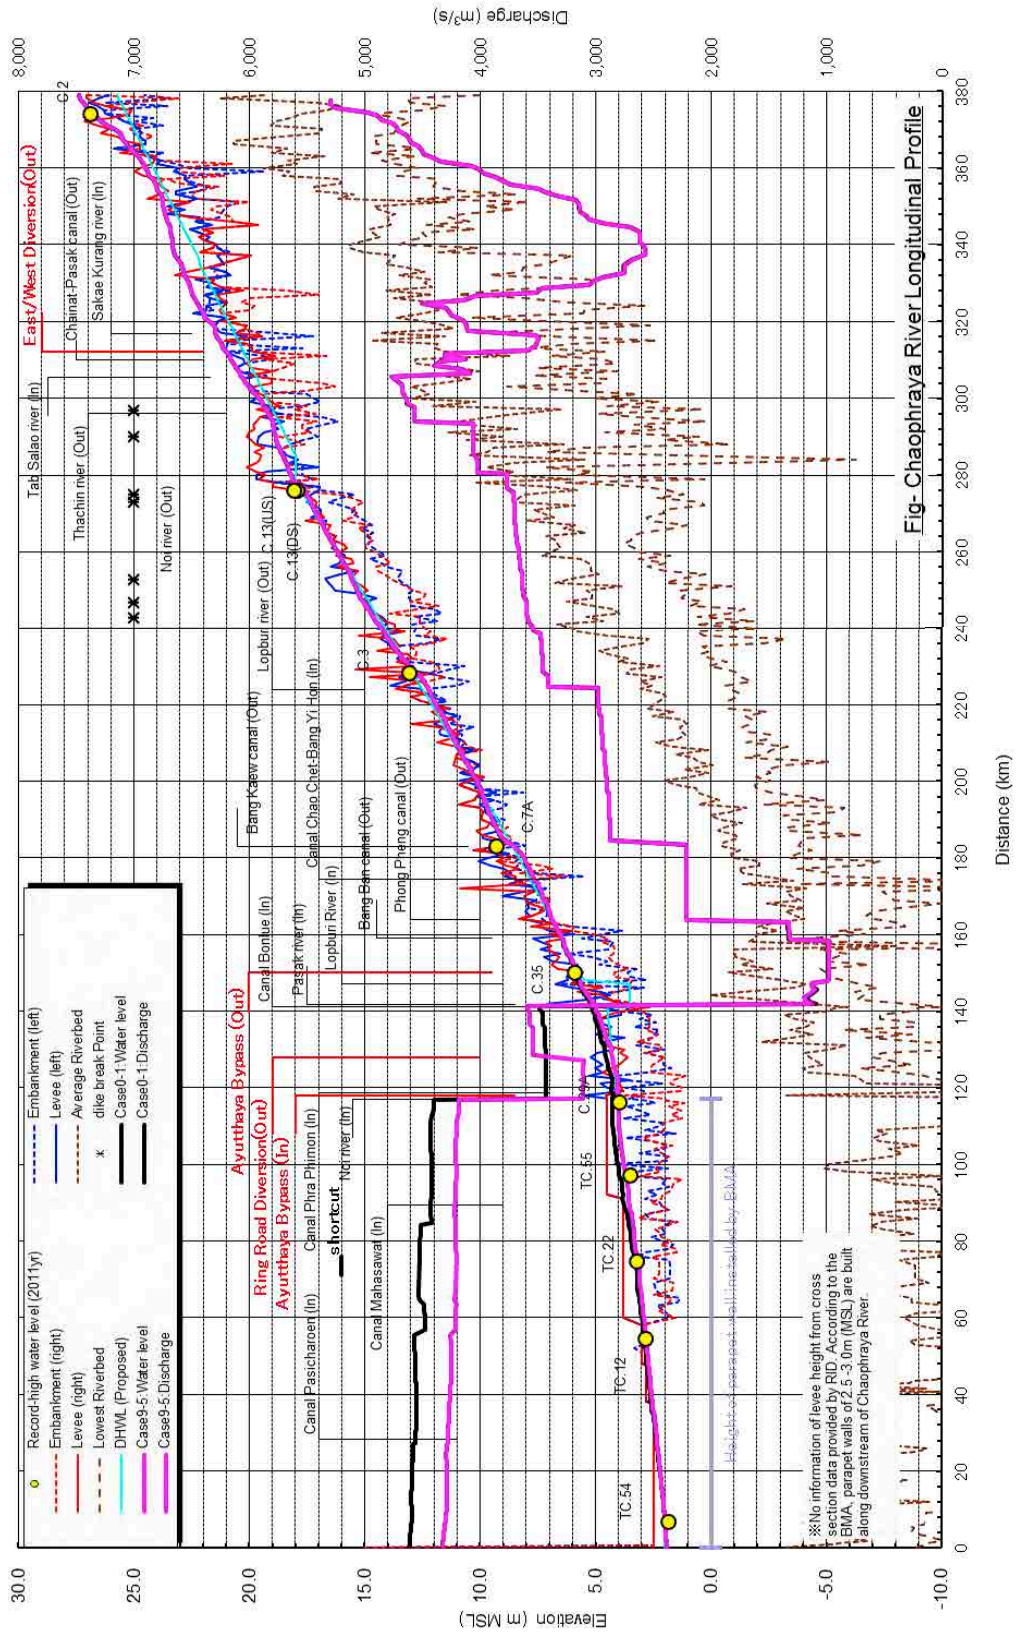 Fig- Chaophraya River Longitudinal Profile
Elevation (m MSL)
30.0
25.0
20.0
15.0
10.0
5.0
0.0
-5.0
-10.0
Discharge (m³/s)
8,000
7,000
6,000
5,000
4,000
3,000
2,000
1,000
0
Distance (km)
0
20
40
60
80
100
120
140
160
180
200
220
240
260
280
300
320
340
360
380
Record-high water level (2011yr)
Embankment (right)
Levee (right)
Lowest Riverbed
DHWL (Proposed)
Case9-5:Water level
Case9-5:Discharge
Embankment (left)
Levee (left)
Average Riverbed
dike break Point
Case0-1:Water level
Case0-1:Discharge
East/West Diversion(Out)
Chainat-Pasak canal (Out)
Sakae Kurang river (In)
Tab Salao river (In)
Thachin river (Out)
Noi river (Out)
Lopburi river (Out)
Bang Kaew canal (Out)
Canal Chao Chet-Bang Yi Hon (In)
Bang Ban canal (Out)
Phong Pheng canal (Out)
Canal Bontue (In)
Pasak river (In)
Lopburi River (In)
Ayutthaya Bypass (Out)
Ring Road Diversion(Out)
Ayutthaya Bypass (In)
Canal Phra Phimon (In)
Noi river (In)
shortcut
Canal Pasicharoen (In)
Canal Mahasawat (In)
C.2
C.13(US)
C.13(DS)
C.3
C.7A
C.35
C.29A
TC.55
TC.22
TC.12
TC.54
Height of parapet wall installed by BMA
※No information of levee height from cross
section data provided by RID. According to the
BMA, parapet walls of 2.5 -3.0m (MSL) are built
along downstream of Chaophraya River.